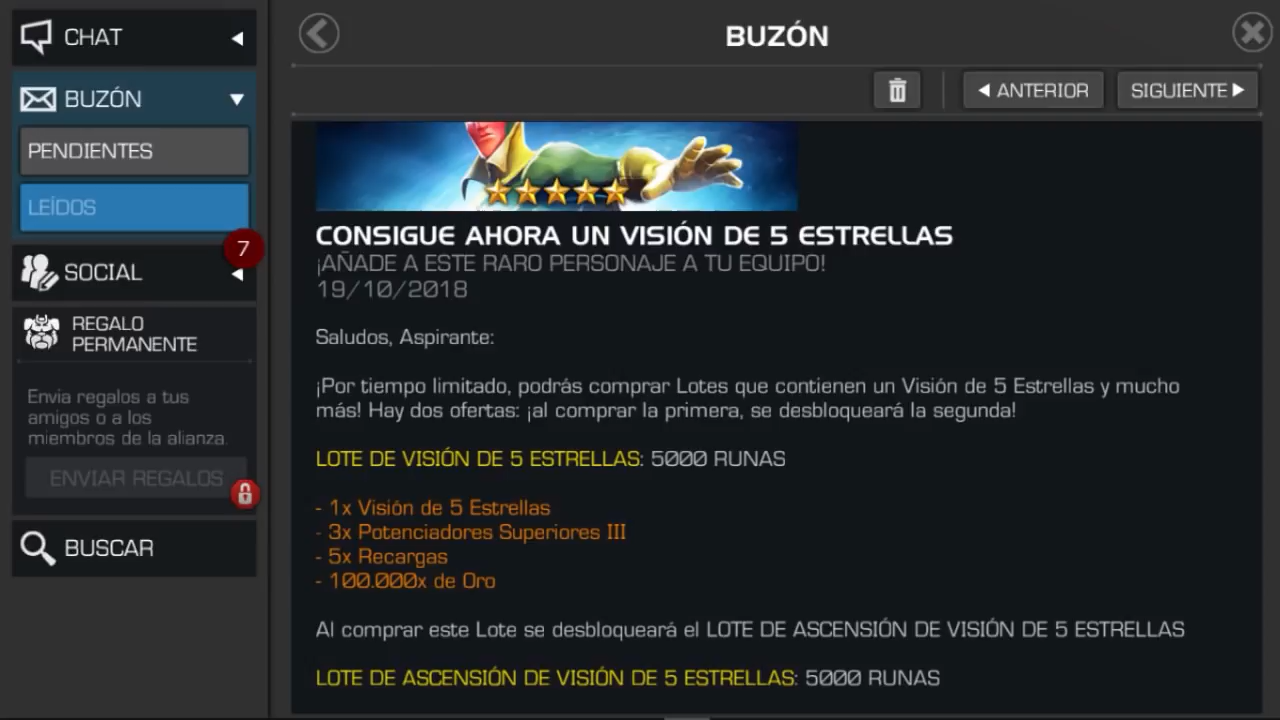 CHAT
BUZÓN
PENDIENTES
LEÍDOS
7
SOCIAL
REGALO
PERMANENTE
Envia regalos a tus
amigos o a los
miembros de la alianza.
ENVIAR REGALOS
BUSCAR
BUZÓN
ANTERIOR
SIGUIENTE
CONSIGUE AHORA UN VISIÓN DE 5 ESTRELLAS
¡AÑADE A ESTE RARO PERSONAJE A TU EQUIPO!
19/10/2018
Saludos, Aspirante:
¡Por tiempo limitado, podrás comprar Lotes que contienen un Visión de 5 Estrellas y mucho
más! Hay dos ofertas: ¡al comprar la primera, se desbloqueará la segunda!
LOTE DE VISIÓN DE 5 ESTRELLAS: 5000 RUNAS
- 1x Visión de 5 Estrellas
- 3x Potenciadores Superiores III
- 5x Recargas
- 100.000x de Oro
Al comprar este Lote se desbloqueará el LOTE DE ASCENSIÓN DE VISIÓN DE 5 ESTRELLAS
LOTE DE ASCENSIÓN DE VISIÓN DE 5 ESTRELLAS: 5000 RUNAS